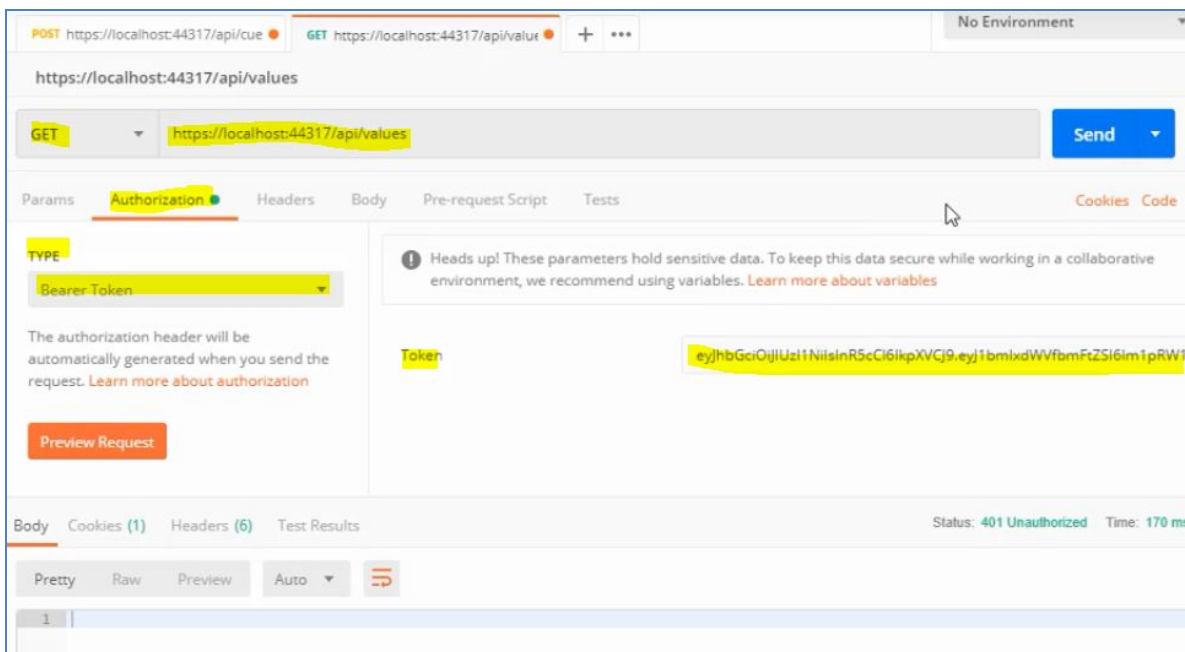 POST https://localhost:44317/api/cue
GET https://localhost:44317/api/value
+ •••
No Environment
https://localhost:44317/api/values
GET
https://localhost:44317/api/values
Send
Params Authorization Headers Body Pre-request Script Tests Cookies Code
TYPE
Bearer Token
The authorization header will be
automatically generated when you send the
request. Learn more about authorization
Preview Request
Heads up! These parameters hold sensitive data. To keep this data secure while working in a collaborative
environment, we recommend using variables. Learn more about variables
Token
Body Cookies (1) Headers (6) Test Results
Status: 401 Unauthorized Time: 170 ms
Pretty Raw Preview Auto
1